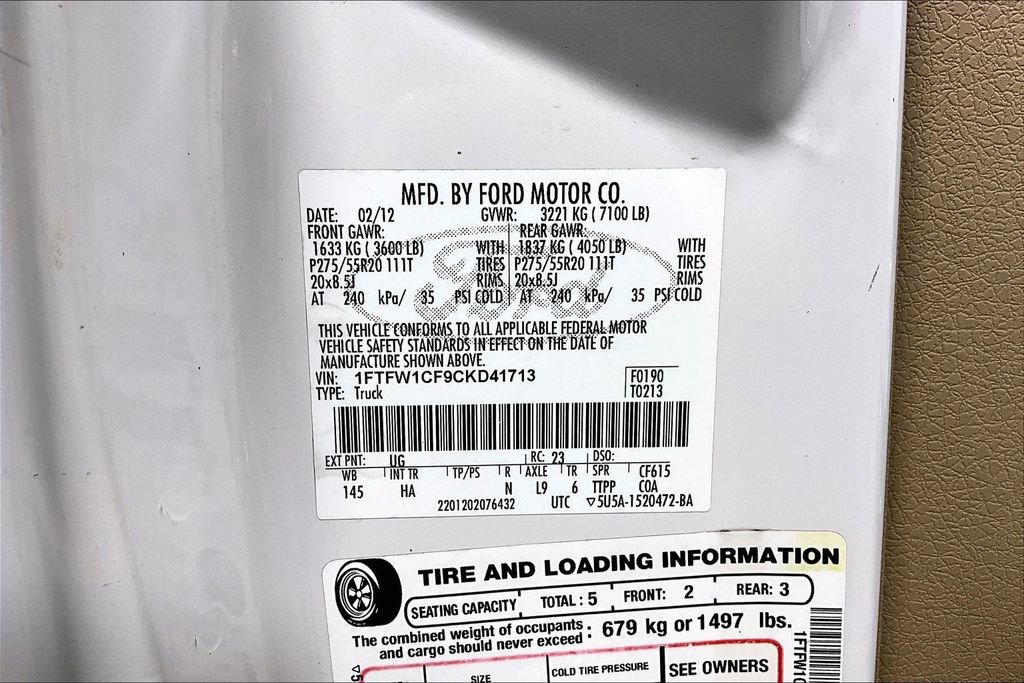 MFD. BY FORD MOTOR CO.
DATE: 02/12 GVWR: 3221 KG ( 7100 LB)
FRONT GAWR: REAR GAWR:
1633 KG ( 3600 LB) WITH 1837 KG ( 4050 LB) WITH
P275/55R20 111T TIRES P275/55R20 111T TIRES
20x8.5J RIMS 20x8.5J RIMS
AT 240 kPa/ 35 PSI COLD AT 240 kPa/ 35 PSI COLD
Ford
THIS VEHICLE CONFORMS TO ALL APPLICABLE FEDERAL MOTOR
VEHICLE SAFETY STANDARDS IN EFFECT ON THE DATE OF
MANUFACTURE SHOWN ABOVE.
VIN: 1FTFW1CF9CKD41713 F0190
TYPE: Truck T0213
EXT PNT: UG RC: 23 DSO:
WB INT TR TP/PS R AXLE TR SPR CF615
145 HA N L9 6 TTPP COA
2201202076432 UTC ▽5U5A-1520472-BA
TIRE AND LOADING INFORMATION
SEATING CAPACITY TOTAL : 5 FRONT: 2 REAR: 3
The combined weight of occupants
and cargo should never exceed : 679 kg or 1497 lbs.
SIZE COLD TIRE PRESSURE SEE OWNERS
1FTFW1C
▽5